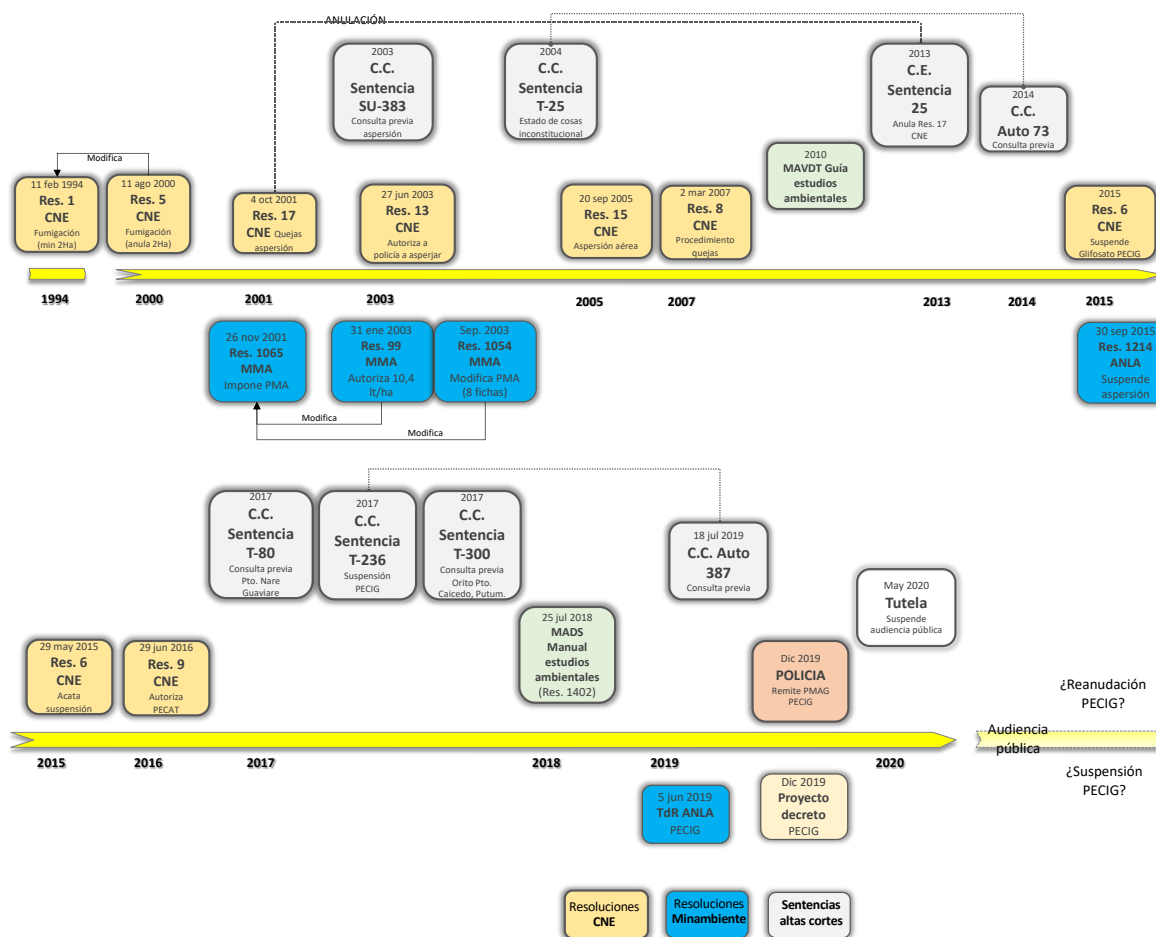 ANULACIÓN
2003
C.C.
Sentencia
SU-383
Consulta previa
aspersión
2004
C.C.
Sentencia
T-25
Estado de cosas
inconstitucional
2013
C.E.
Sentencia
25
Anula Res. 17
CNE
2014
C.C.
Auto 73
Consulta previa
Modifica
11 feb 1994
Res. 1
CNE
Fumigación
(min 2Ha)
11 ago 2000
Res. 5
CNE
Fumigación
(anula 2Ha)
4 oct 2001
Res. 17
CNE Quejas
aspersión
27 jun 2003
Res. 13
CNE
Autoriza a
policía a asperjar
20 sep 2005
Res. 15
CNE
Aspersión aérea
2 mar 2007
Res. 8
CNE
Procedimiento
quejas
2010
MAVDT Guía
estudios
ambientales
2015
Res. 6
CNE
Suspende
Glifosato PECIG
1994
2000
2001
2003
2005
2007
2013
2014
2015
26 nov 2001
Res. 1065
MMA
Impone PMA
31 ene 2003
Res. 99
MMA
Autoriza 10,4
lt/ha
Sep. 2003
Res. 1054
MMA
Modifica PMA
(8 fichas)
30 sep 2015
Res. 1214
ANLA
Suspende
aspersión
Modifica
Modifica
2017
C.C.
Sentencia
T-80
Consulta previa
Pto. Nare
Guaviare
2017
C.C.
Sentencia
T-236
Suspensión
PECIG
2017
C.C.
Sentencia
T-300
Consulta previa
Orito Pto.
Caicedo, Putum.
18 jul 2019
C.C. Auto
387
Consulta previa
May 2020
Tutela
Suspende
audiencia pública
29 may 2015
Res. 6
CNE
Acata
suspensión
29 jun 2016
Res. 9
CNE
Autoriza
PECAT
25 jul 2018
MADS
Manual
estudios
ambientales
(Res. 1402)
Dic 2019
POLICIA
Remite PMAG
PECIG
¿Reanudación
PECIG?
Audiencia
pública
2015
2016
2017
2018
2019
2020
¿Suspensión
PECIG?
5 jun 2019
TdR ANLA
PECIG
Dic 2019
Proyecto
decreto
PECIG
Resoluciones
CNE
Resoluciones
Minambiente
Sentencias
altas cortes